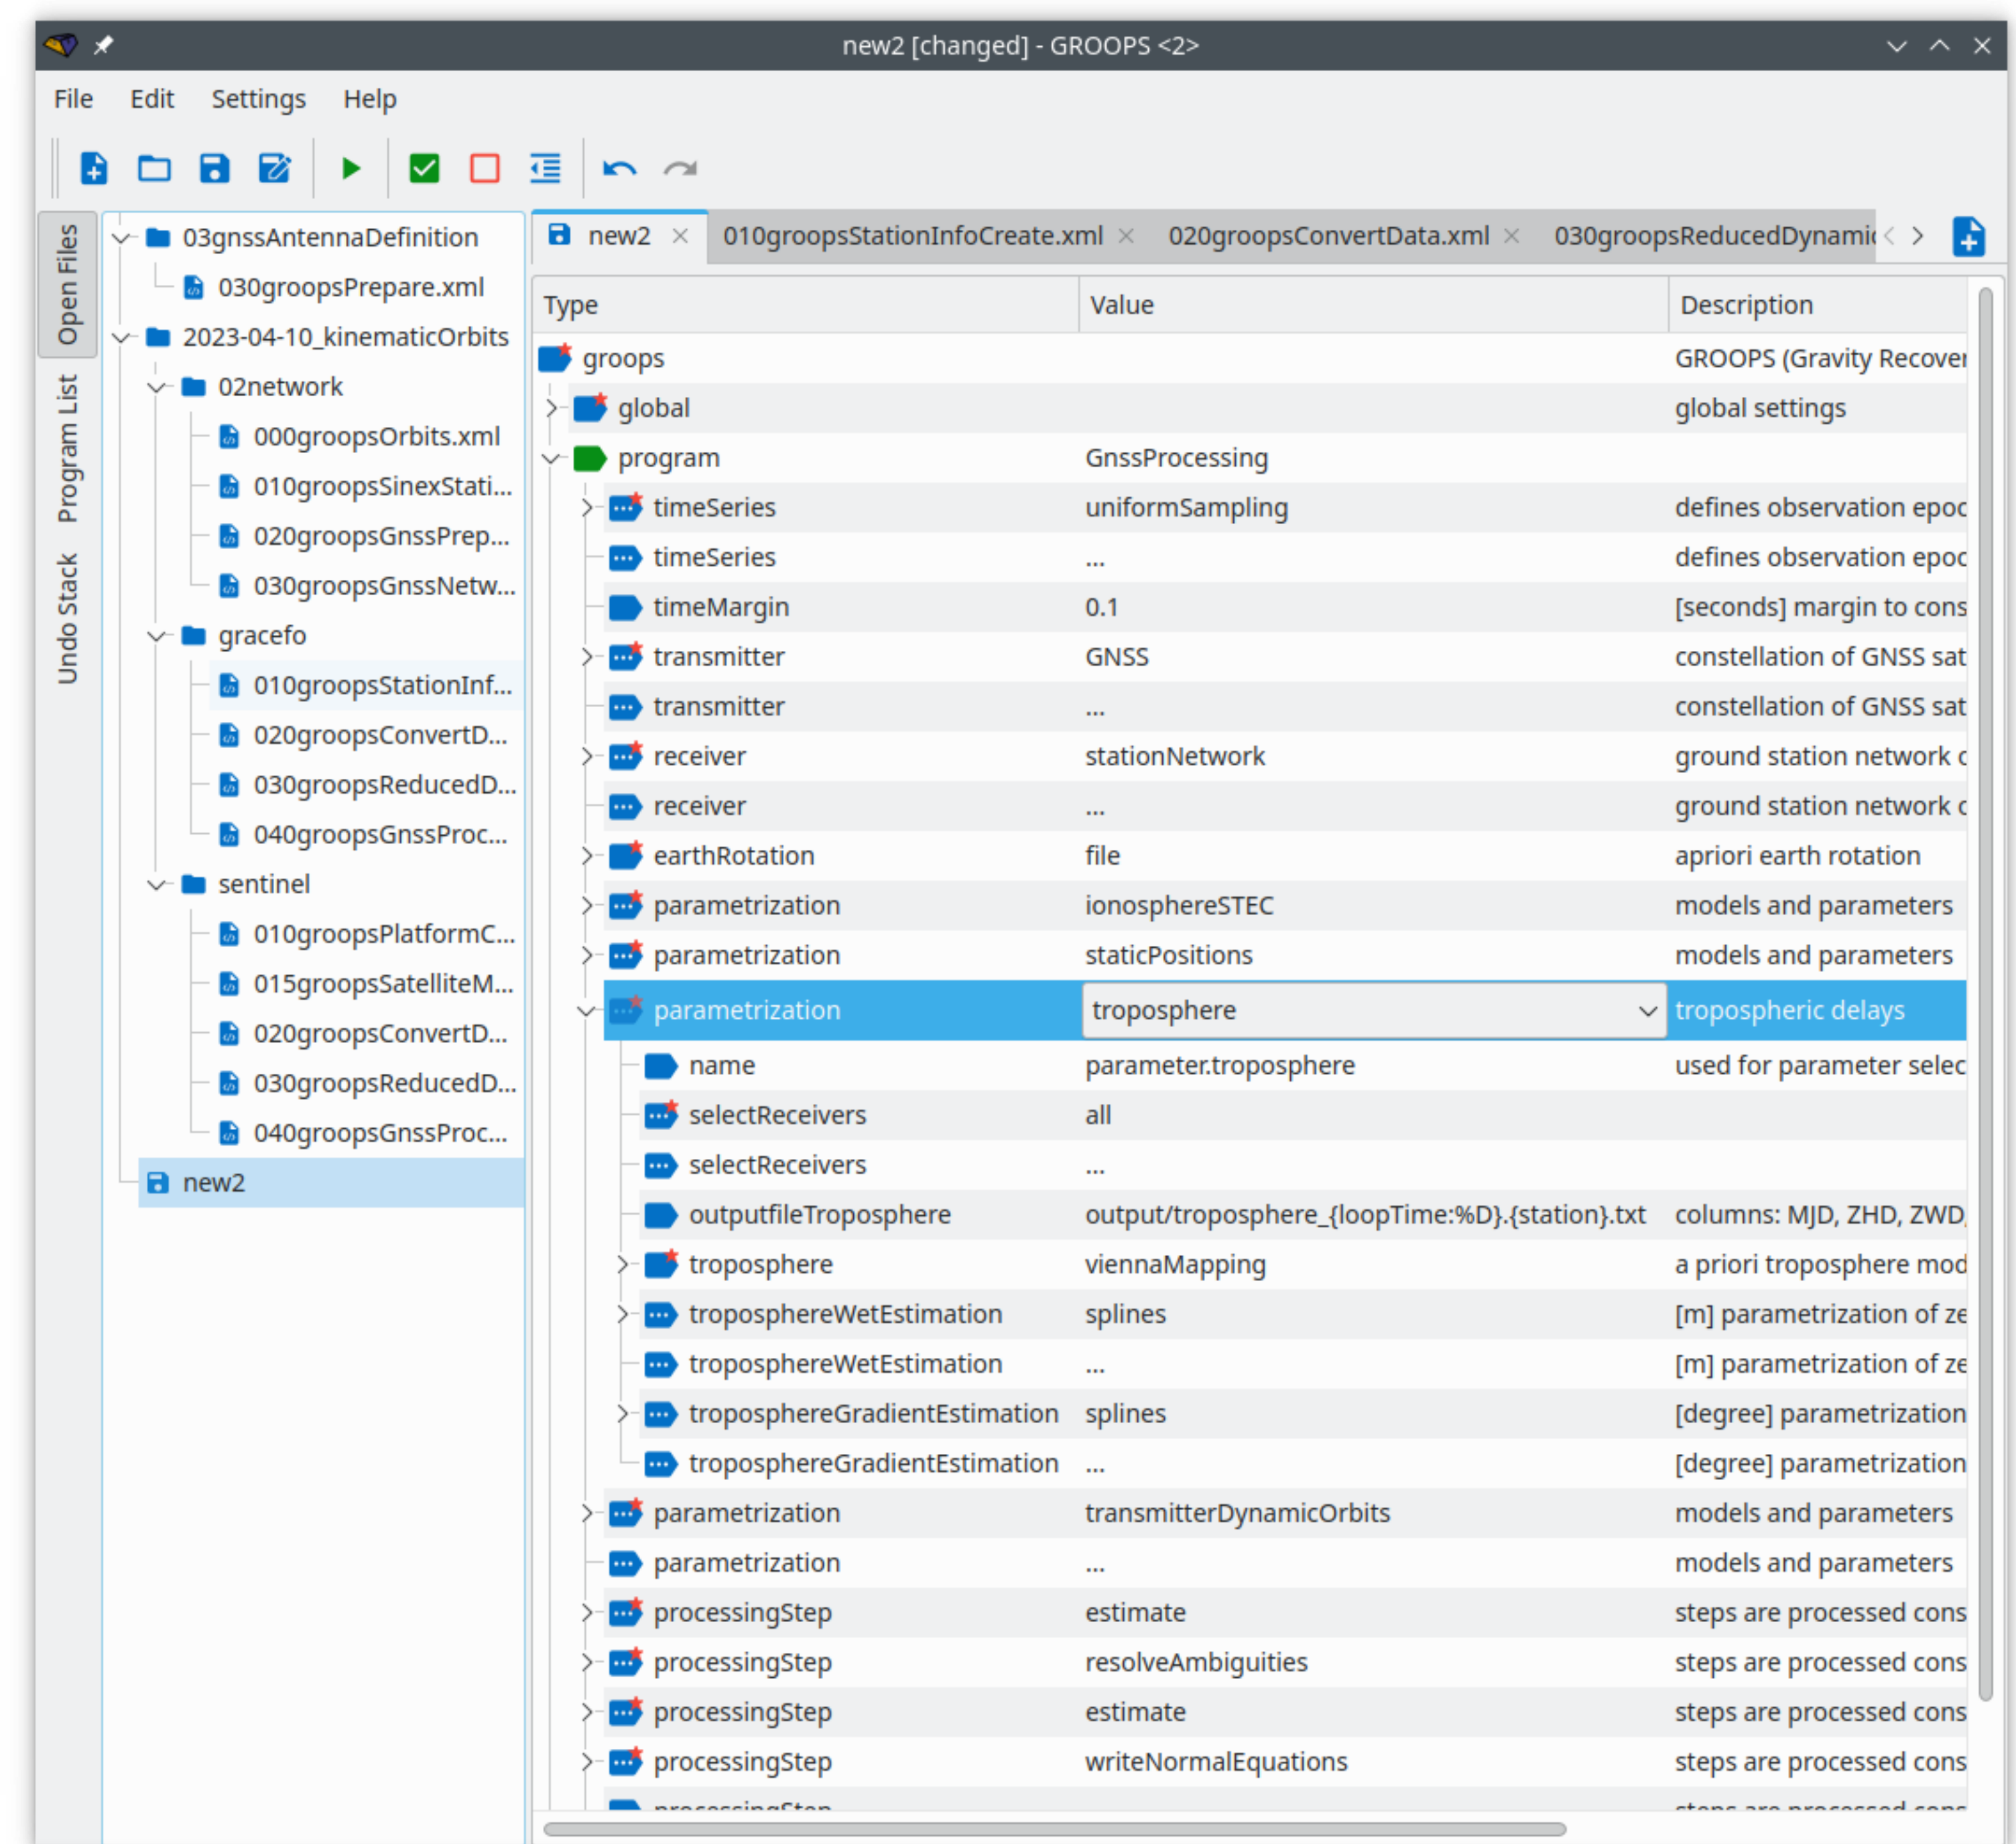 new2 [changed] - GROOPS <2>
File Edit Settings Help
Open Files
Program List
Undo Stack
03gnssAntennaDefinition
030groopsPrepare.xml
2023-04-10_kinematicOrbits
02network
000groopsOrbits.xml
010groopsSinexStati...
020groopsGnssPrep...
030groopsGnssNetw...
gracefo
010groopsStationInf...
020groopsConvertD...
030groopsReducedD...
040groopsGnssProc...
sentinel
010groopsPlatformC...
015groopsSatelliteM...
020groopsConvertD...
030groopsReducedD...
040groopsGnssProc...
new2
new2 010groopsStationInfoCreate.xml 020groopsConvertData.xml 030groopsReducedDynamic
Type Value Description
groops GROOPS (Gravity Recover
global global settings
program GnssProcessing
timeSeries uniformSampling defines observation epoc
timeSeries ... defines observation epoc
timeMargin 0.1 [seconds] margin to cons
transmitter GNSS constellation of GNSS sat
transmitter ... constellation of GNSS sat
receiver stationNetwork ground station network c
receiver ... ground station network c
earthRotation file apriori earth rotation
parametrization ionosphereSTEC models and parameters
parametrization staticPositions models and parameters
parametrization troposphere tropospheric delays
name parameter.troposphere used for parameter selec
selectReceivers all
selectReceivers ...
outputfileTroposphere output/troposphere_{loopTime:%D}.{station}.txt columns: MJD, ZHD, ZWD,
troposphere viennaMapping a priori troposphere mod
troposphereWetEstimation splines [m] parametrization of ze
troposphereWetEstimation ... [m] parametrization of ze
troposphereGradientEstimation splines [degree] parametrization
troposphereGradientEstimation ... [degree] parametrization
parametrization transmitterDynamicOrbits models and parameters
parametrization ... models and parameters
processingStep estimate steps are processed cons
processingStep resolveAmbiguities steps are processed cons
processingStep estimate steps are processed cons
processingStep writeNormalEquations steps are processed cons